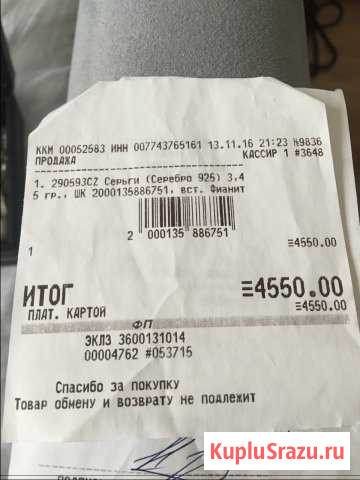 ККМ 00052583 ИНН 007743765161 13.11.16 21:23 №9836
ПРОДАЖА КАССИР 1 #3648
1. 290593CZ Серьги (Серебро 925) 3,4
5 гр., ШК 2000135886751, вст. Фианит
2 000135 886751
1 ≡4550.00
ИТОГ ≡4550.00
ПЛАТ. КАРТОЙ ≡4550.00
ФП
ЭКЛЗ 3600131014
00004762 #053715
Спасибо за покупку
Товар обмену и возврату не подлежит
KupluSrazu.ru